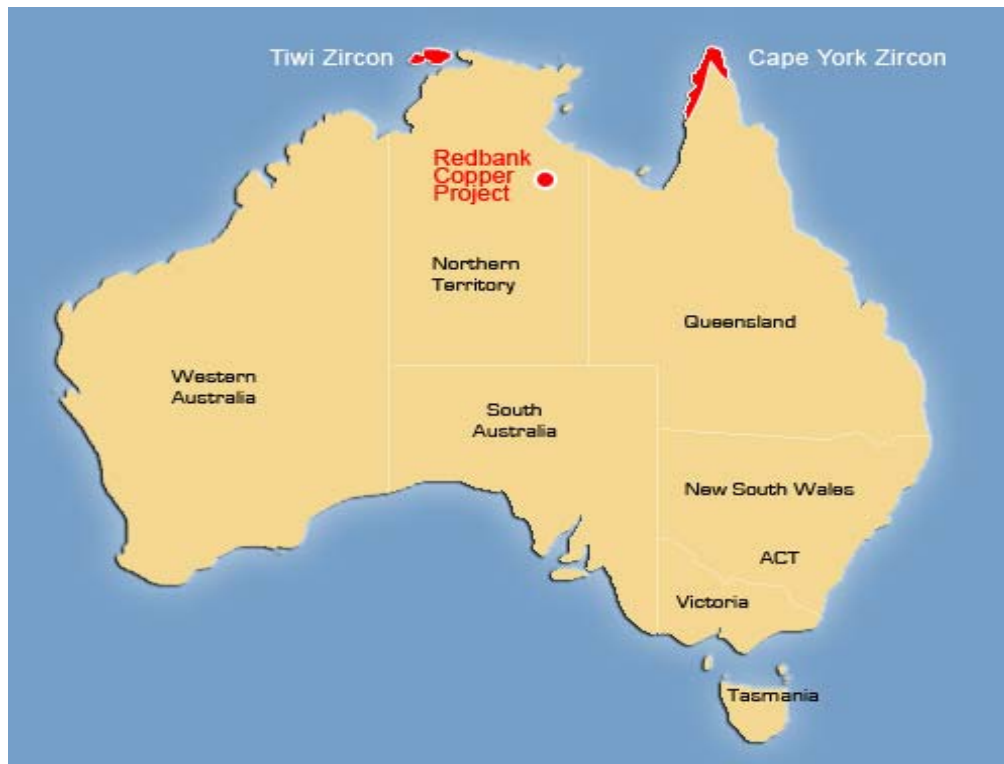 Tiwi Zircon
Cape York Zircon
Redbank
Copper
Project
Northern
Territory
Queensland
Western
Australia
South
Australia
New South Wales
ACT
Victoria
Tasmania